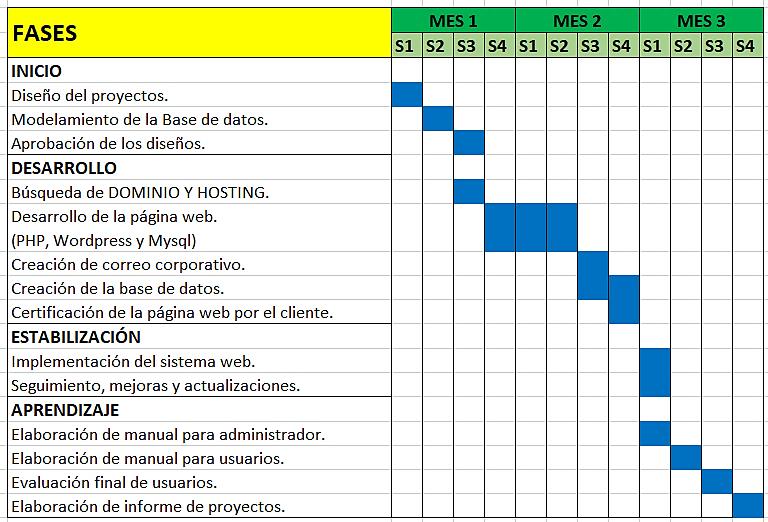 FASES
MES 1 MES 2 MES 3
S1 S2 S3 S4 S1 S2 S3 S4 S1 S2 S3 S4
INICIO
Diseño del proyectos.
Modelamiento de la Base de datos.
Aprobación de los diseños.
DESARROLLO
Búsqueda de DOMINIO Y HOSTING.
Desarrollo de la página web.
(PHP, Wordpress y Mysql)
Creación de correo corporativo.
Creación de la base de datos.
Certificación de la página web por el cliente.
ESTABILIZACIÓN
Implementación del sistema web.
Seguimiento, mejoras y actualizaciones.
APRENDIZAJE
Elaboración de manual para administrador.
Elaboración de manual para usuarios.
Evaluación final de usuarios.
Elaboración de informe de proyectos.